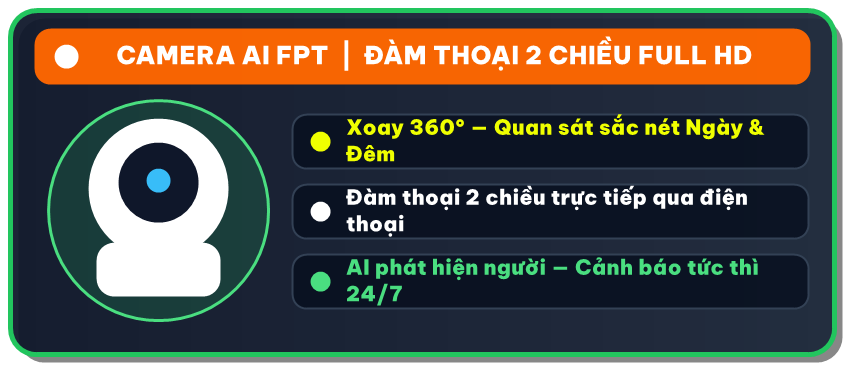 CAMERA AI FPT | ĐÀM THOẠI 2 CHIỀU FULL HD
Xoay 360° — Quan sát sắc nét Ngày &
Đêm
Đàm thoại 2 chiều trực tiếp qua điện
thoại
AI phát hiện người — Cảnh báo tức thì
24/7